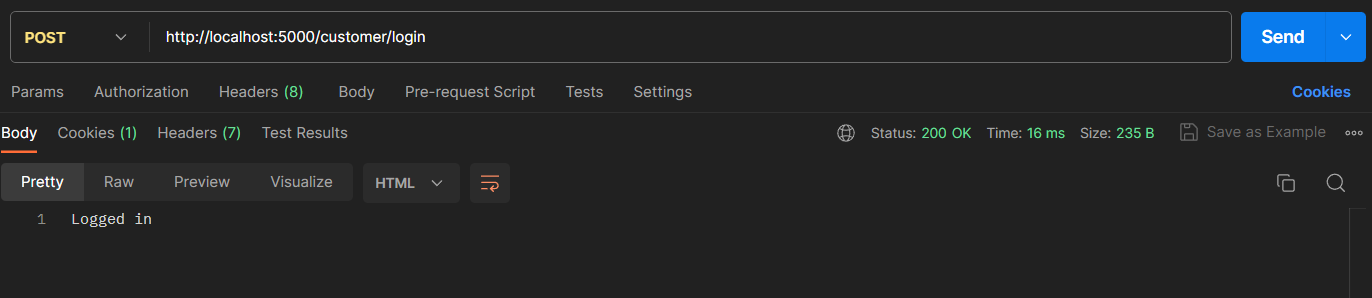 POST http://localhost:5000/customer/login Send
Params Authorization Headers (8) Body Pre-request Script Tests Settings Cookies
Body Cookies (1) Headers (7) Test Results Status: 200 OK Time: 16 ms Size: 235 B Save as Example
Pretty Raw Preview Visualize HTML
1 Logged in